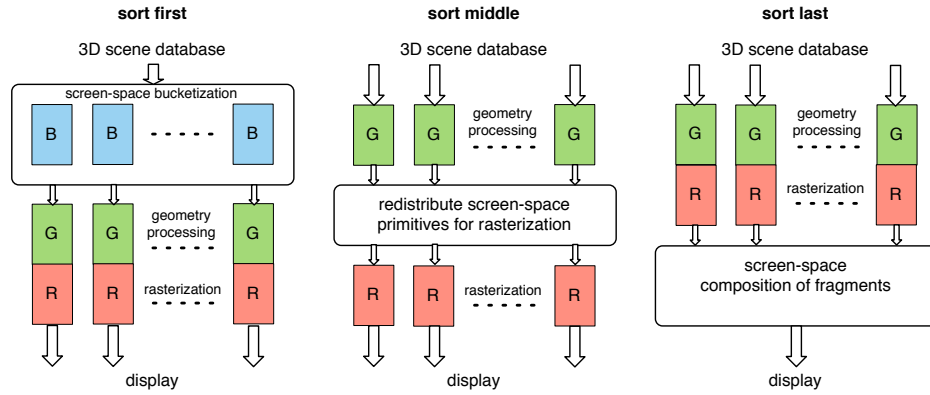 sort first
3D scene database
screen-space bucketization
B B B
G G G
geometry
processing
R R R
rasterization
display
sort middle
3D scene database
G G G
geometry
processing
redistribute screen-space
primitives for rasterization
R R R
rasterization
display
sort last
3D scene database
G G G
geometry
processing
R R R
rasterization
screen-space
composition of fragments
display